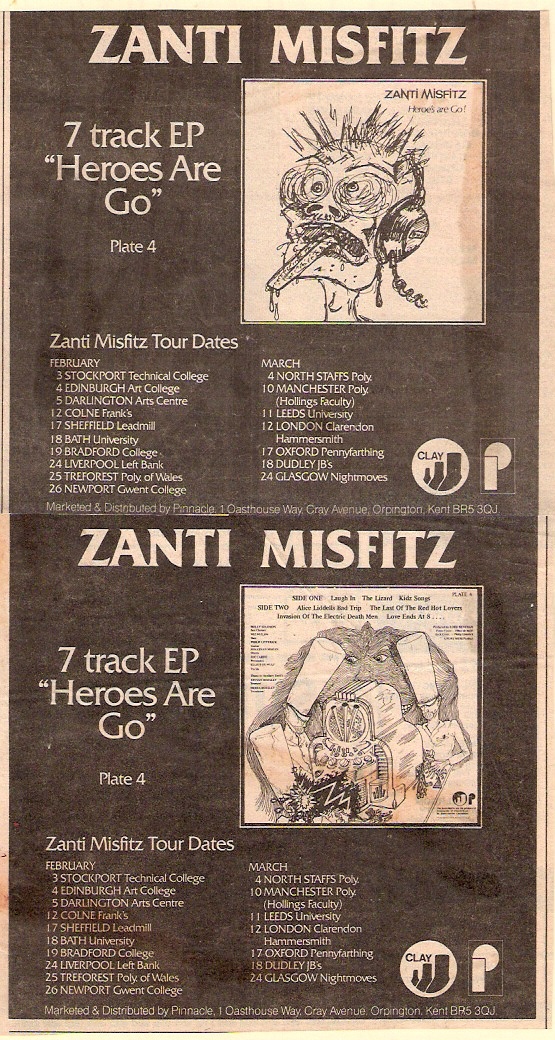 ZANTI MISFITZ
ZANTI MISFITZ
Heroes are Go!
7 track EP
“Heroes Are
Go”
Plate 4
Zanti Misfitz Tour Dates
FEBRUARY
3 STOCKPORT Technical College
4 EDINBURGH Art College
5 DARLINGTON Arts Centre
12 COLNE Frank's
17 SHEFFIELD Leadmill
18 BATH University
19 BRADFORD College
24 LIVERPOOL Left Bank
25 TREFOREST Poly. of Wales
26 NEWPORT Gwent College
MARCH
4 NORTH STAFFS Poly.
10 MANCHESTER Poly.
(Hollings Faculty)
11 LEEDS University
12 LONDON Clarendon
Hammersmith
17 OXFORD Pennyfarthing
18 DUDLEY JB's
24 GLASGOW Nightmoves
CLAY
Marketed & Distributed by Pinnacle, 1 Oasthouse Way, Cray Avenue, Orpington, Kent BR5 3QJ.
ZANTI MISFITZ
PLATE 4
SIDE ONE Laugh In The Lizard Kidz Songs
SIDE TWO Alice Liddells Bad Trip The Last Of The Red Hot Lovers
Invasion Of The Electric Death Men Love Ends At 8 . . . .
7 track EP
“Heroes Are
Go”
Plate 4
Zanti Misfitz Tour Dates
FEBRUARY
3 STOCKPORT Technical College
4 EDINBURGH Art College
5 DARLINGTON Arts Centre
12 COLNE Frank's
17 SHEFFIELD Leadmill
18 BATH University
19 BRADFORD College
24 LIVERPOOL Left Bank
25 TREFOREST Poly. of Wales
26 NEWPORT Gwent College
MARCH
4 NORTH STAFFS Poly.
10 MANCHESTER Poly.
(Hollings Faculty)
11 LEEDS University
12 LONDON Clarendon
Hammersmith
17 OXFORD Pennyfarthing
18 DUDLEY JB's
24 GLASGOW Nightmoves
CLAY
Marketed & Distributed by Pinnacle, 1 Oasthouse Way, Cray Avenue, Orpington, Kent BR5 3QJ.